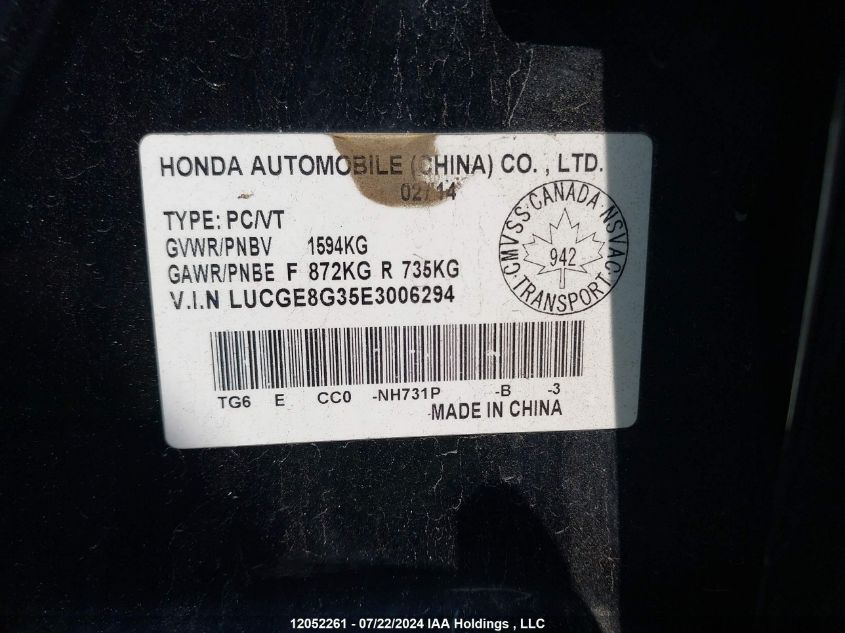 HONDA AUTOMOBILE (CHINA) CO. , LTD.
02/14
TYPE: PC/VT
GVWR/PNBV 1594KG
GAWR/PNBE F 872KG R 735KG
V.I.N LUCGE8G35E3006294
CMVSS · CANADA · NSVAC · TRANSPORT
942
TG6 E CC0 -NH731P -B -3
MADE IN CHINA
12052261 - 07/22/2024 IAA Holdings , LLC